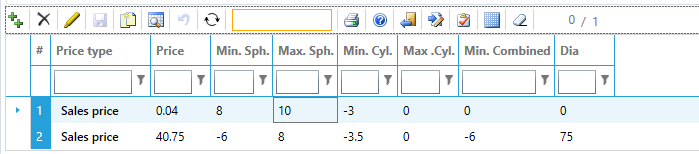 0 / 1
# Price type Price Min. Sph. Max. Sph. Min. Cyl. Max .Cyl. Min. Combined Dia
1 Sales price 0.04 8 10 -3 0 0 0
2 Sales price 40.75 -6 8 -3.5 0 -6 75